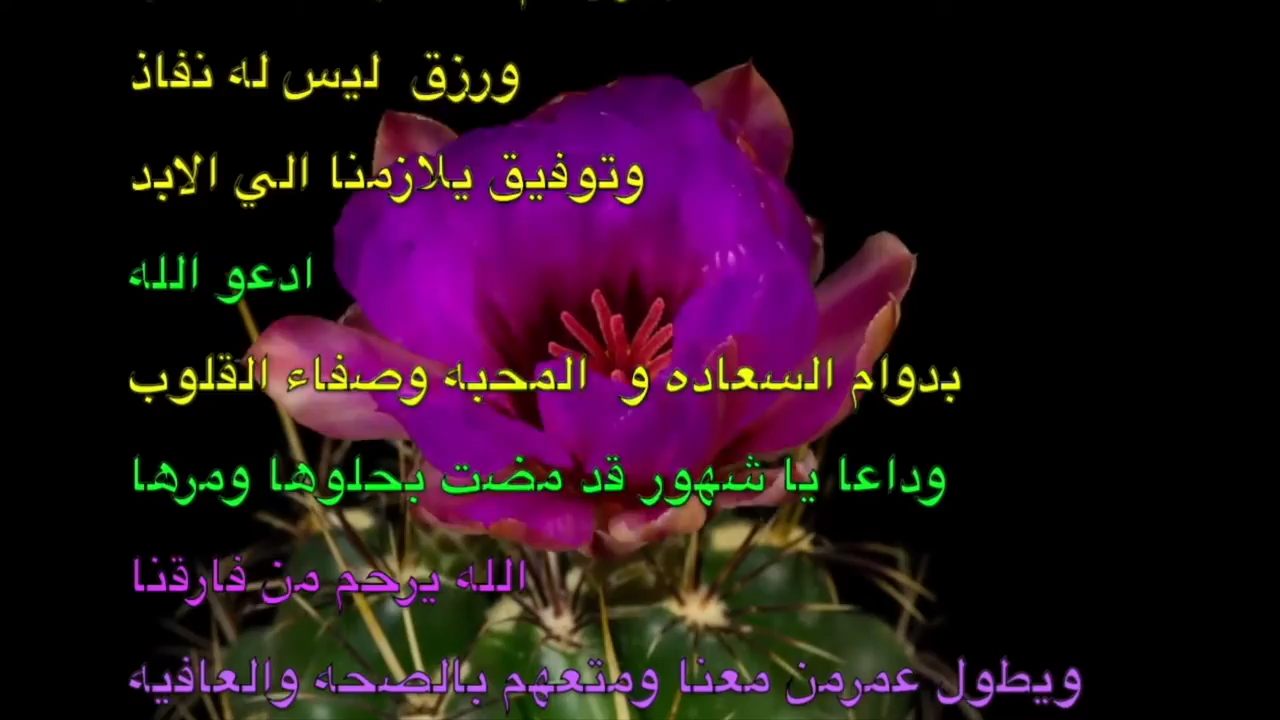 ورزق ليس له نفاذ
وتوفيق يلازمنا الي الابد
ادعو الله
بدوام السعاده و المحبه وصفاء القلوب
وداعا يا شهور قد مضت بحلوها ومرها
الله يرحم من فارقنا
ويطول عمرمن معنا ومتعهم بالصحه والعافيه